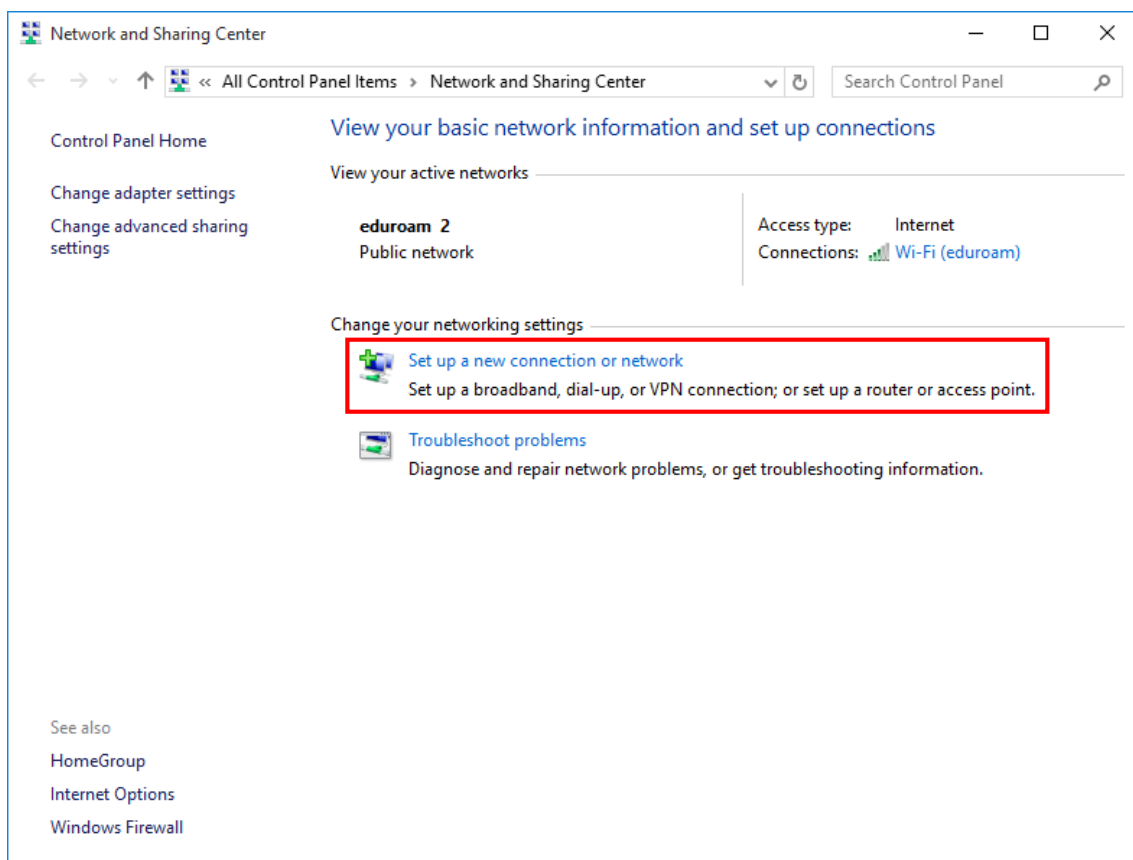 Network and Sharing Center
« All Control Panel Items > Network and Sharing Center
Search Control Panel
Control Panel Home
Change adapter settings
Change advanced sharing
settings
View your basic network information and set up connections
View your active networks
eduroam 2
Public network
Access type: Internet
Connections: Wi-Fi (eduroam)
Change your networking settings
Set up a new connection or network
Set up a broadband, dial-up, or VPN connection; or set up a router or access point.
Troubleshoot problems
Diagnose and repair network problems, or get troubleshooting information.
See also
HomeGroup
Internet Options
Windows Firewall